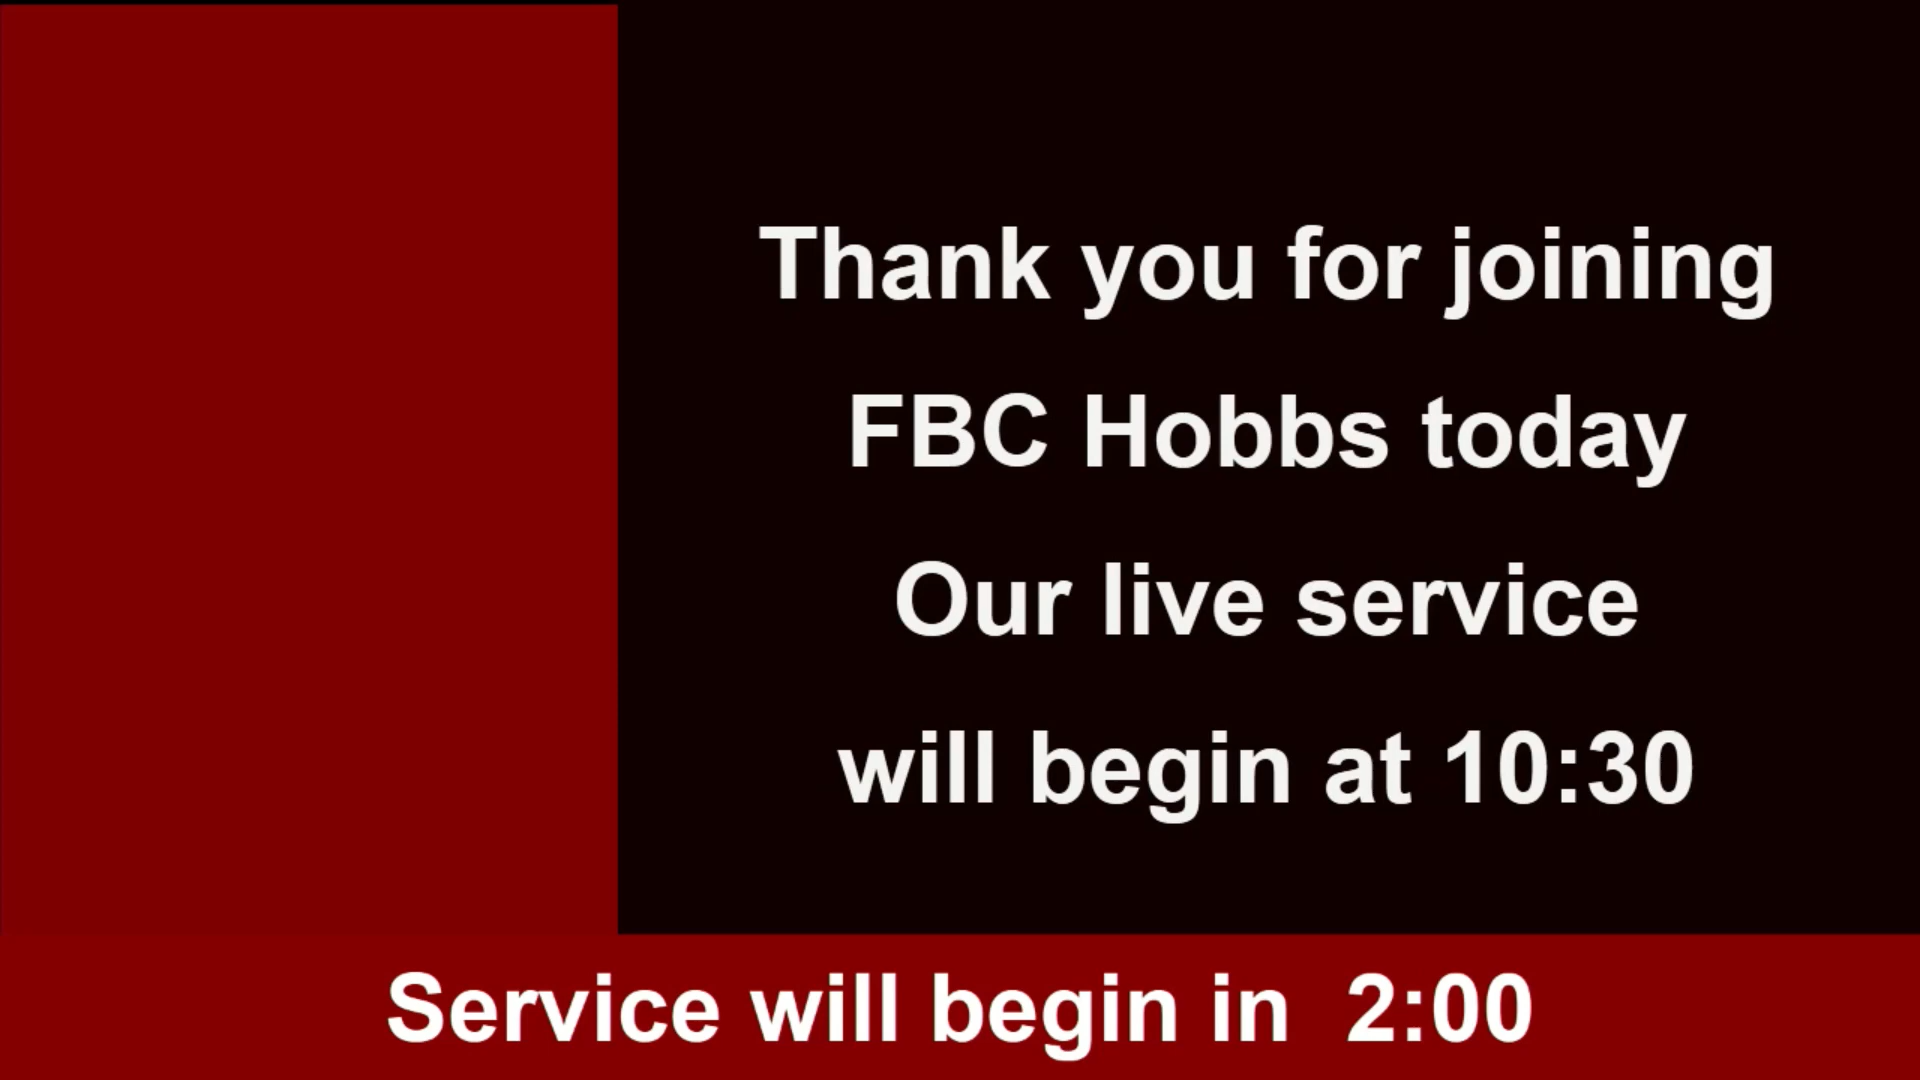 Thank you for joining
FBC Hobbs today
Our live service
will begin at 10:30
Service will begin in 2:00